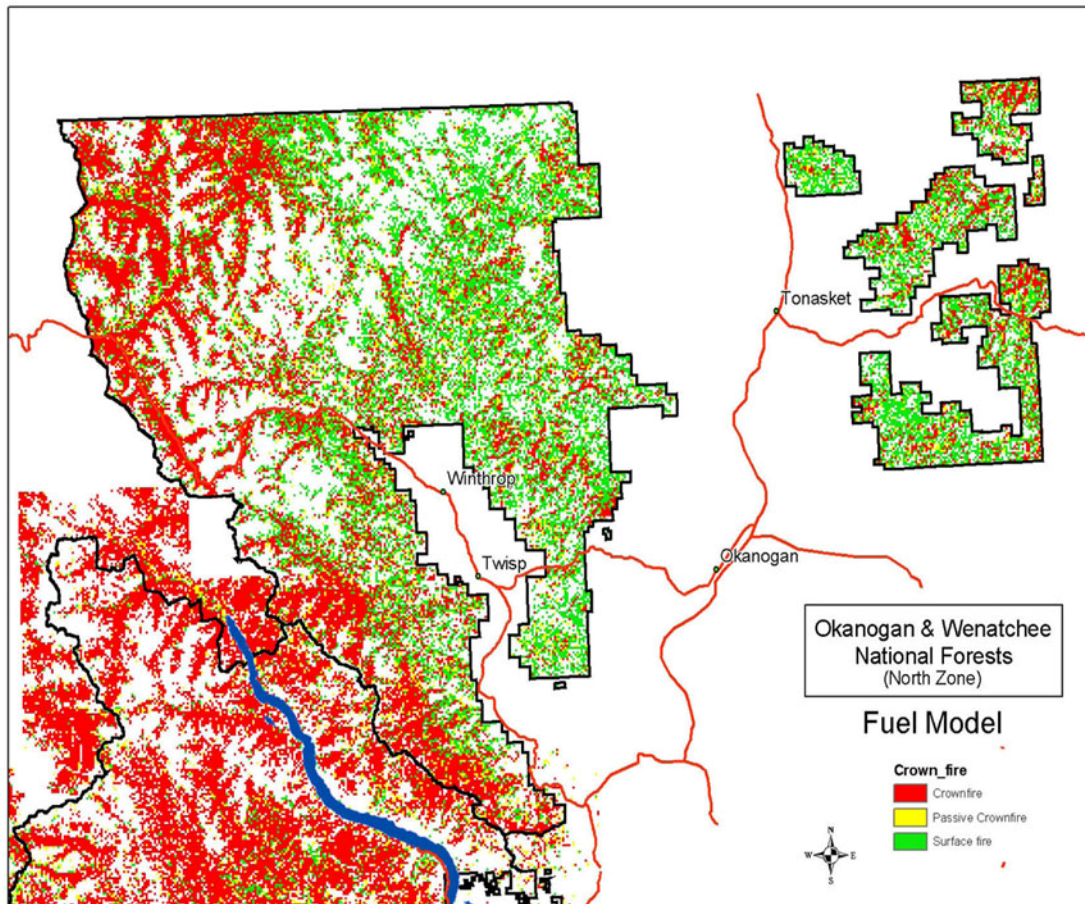 Tonasket
Winthrop
Twisp
Okanogan
Okanogan & Wenatchee
National Forests
(North Zone)
Fuel Model
Crown_fire
Crownfire
Passive Crownfire
Surface fire
N
W E
S